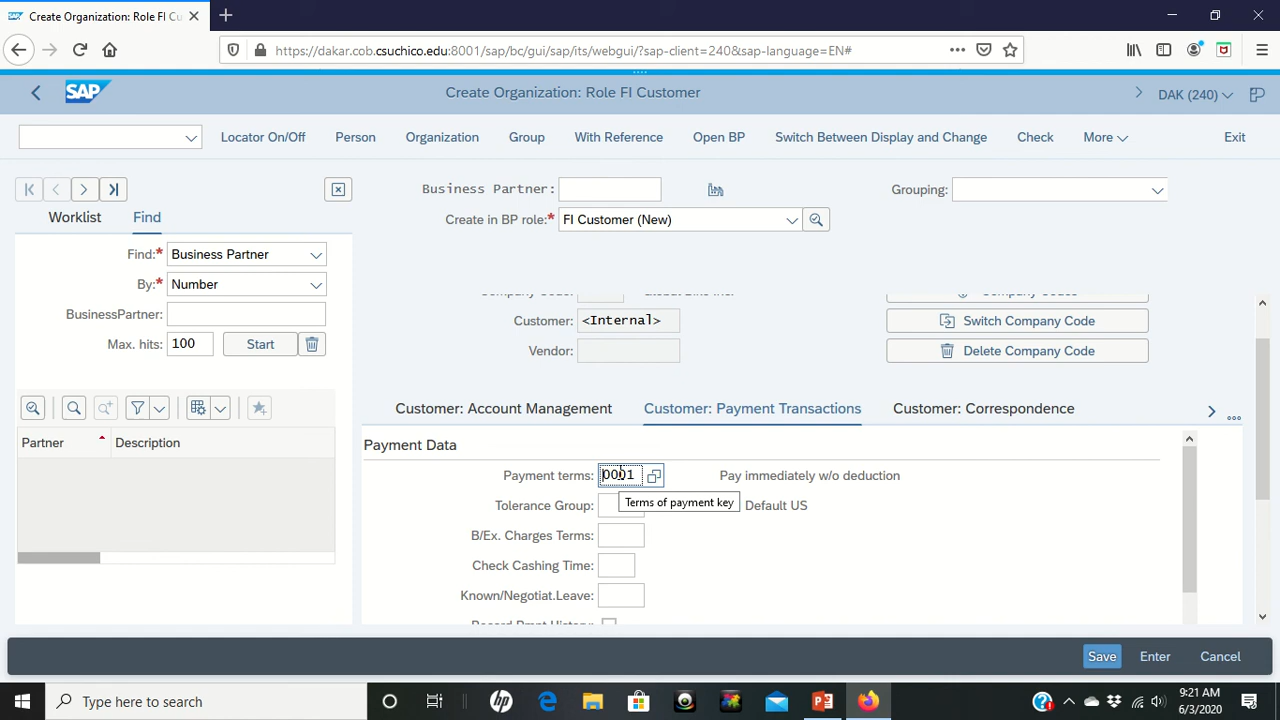 Create Organization: Role FI Cu
https://dakar.cob.csuchico.edu:8001/sap/bc/gui/sap/its/webgui/?sap-client=240&sap-language=EN#
SAP
Create Organization: Role FI Customer
DAK (240)
Locator On/Off Person Organization Group With Reference Open BP Switch Between Display and Change Check More Exit
Business Partner:
Grouping:
Worklist Find
Create in BP role:* FI Customer (New)
Find:* Business Partner
By:* Number
BusinessPartner:
Max. hits: 100 Start
Customer: <Internal>
Switch Company Code
Vendor:
Delete Company Code
Customer: Account Management Customer: Payment Transactions Customer: Correspondence
Partner Description
Payment Data
Payment terms: 0001 Pay immediately w/o deduction
Terms of payment key
Tolerance Group: Default US
B/Ex. Charges Terms:
Check Cashing Time:
Known/Negotiat.Leave:
Save Enter Cancel
Type here to search
9:21 AM
6/3/2020